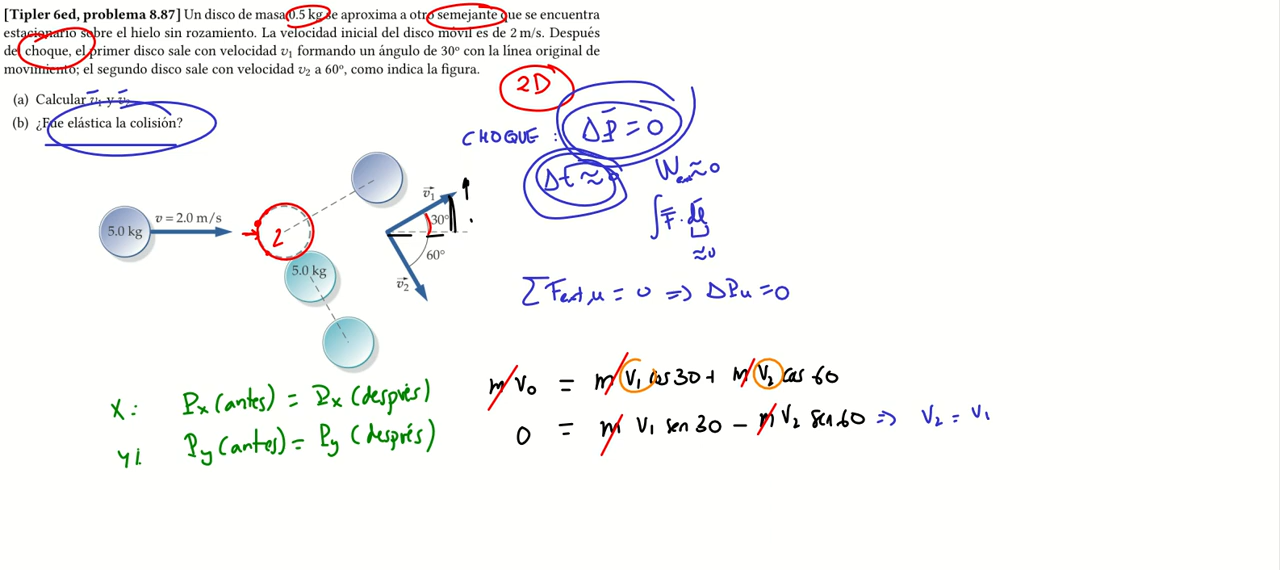 [Tipler 6ed, problema 8.87] Un disco de masa 0.5 kg se aproxima a otro semejante que se encuentra
estacionario sobre el hielo sin rozamiento. La velocidad inicial del disco móvil es de 2 m/s. Después
del choque, el primer disco sale con velocidad v₁ formando un ángulo de 30° con la línea original de
movimiento; el segundo disco sale con velocidad v₂ a 60°, como indica la figura.
(a) Calcular v̄₁ y v̄₂
(b) ¿Fue elástica la colisión?
2D
CHOQUE : Δp̄ = 0
Δt ≈ 0
W ext ≈ 0
∫ F̄ · dr̄
≈0
Σ Fext,u = 0 => ΔPu = 0
v = 2.0 m/s
5.0 kg
2
5.0 kg
v⃗₁
30°
60°
v⃗₂
x: Px (antes) = Px (después)
y: Py (antes) = Py (después)
m v₀ = m v₁ cos 30 + m v₂ cos 60
0 = m v₁ sen 30 - m v₂ sen 60 => v₂ = v₁